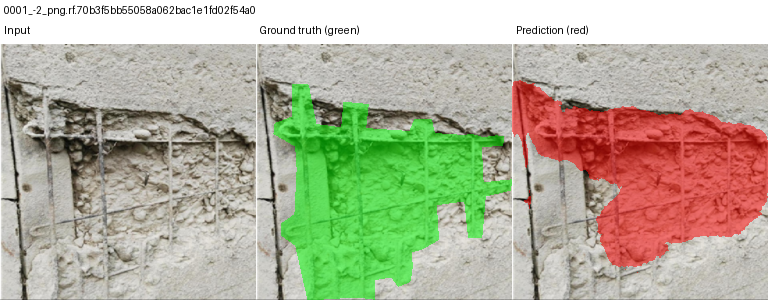 0001_-2_png.rf.70b3f5bb55058a062bac1e1fd02f54a0
Input
Ground truth (green)
Prediction (red)